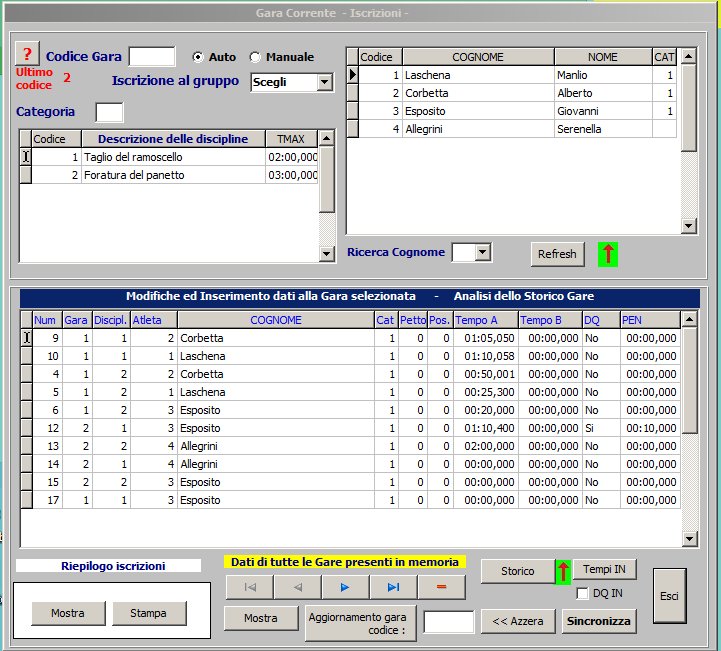 Gara Corrente - Iscrizioni -
? Codice Gara Auto Manuale
Ultimo codice 2
Iscrizione al gruppo Scegli
Categoria
Codice Descrizione delle discipline TMAX
1 Taglio del ramoscello 02:00,000
2 Foratura del panetto 03:00,000
Codice COGNOME NOME CAT
1 Laschena Manlio 1
2 Corbetta Alberto 1
3 Esposito Giovanni 1
4 Allegrini Serenella
Ricerca Cognome Refresh
Modifiche ed Inserimento dati alla Gara selezionata - Analisi dello Storico Gare
Num Gara Discipl. Atleta COGNOME Cat Petto Pos. Tempo A Tempo B DQ PEN
9 1 1 2 Corbetta 1 0 0 01:05,050 00:00,000 No 00:00,000
10 1 1 1 Laschena 1 0 0 01:10,058 00:00,000 No 00:00,000
4 1 2 2 Corbetta 1 0 0 00:50,001 00:00,000 No 00:00,000
5 1 2 1 Laschena 1 0 0 00:25,300 00:00,000 No 00:00,000
6 1 2 3 Esposito 1 0 0 00:20,000 00:00,000 No 00:00,000
12 2 1 3 Esposito 1 0 0 01:10,400 00:00,000 Si 00:10,000
13 2 2 4 Allegrini 1 0 0 02:00,000 00:00,000 No 00:00,000
14 2 1 4 Allegrini 1 0 0 00:00,000 00:00,000 No 00:00,000
15 2 2 3 Esposito 1 0 0 00:00,000 00:00,000 No 00:00,000
17 1 1 3 Esposito 1 0 0 00:00,000 00:00,000 No 00:00,000
Riepilogo iscrizioni
Mostra Stampa
Dati di tutte le Gare presenti in memoria
Mostra
Aggiornamento gara
codice :
Storico Tempi IN
DQ IN
<< Azzera Sincronizza
Esci